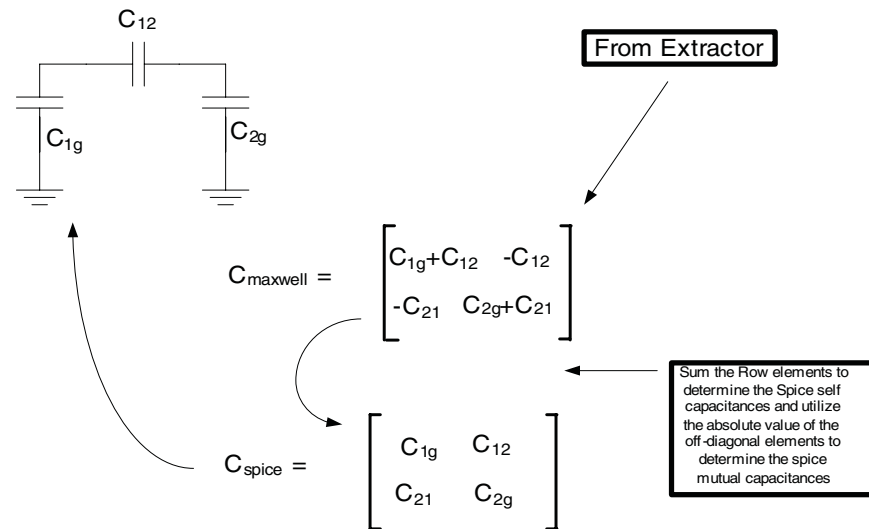 C12
From Extractor
C1g
C2g
Cmaxwell =
C1g+C12 -C12
-C21 C2g+C21
Sum the Row elements to
determine the Spice self
capacitances and utilize
the absolute value of the
off-diagonal elements to
determine the spice
mutual capacitances
Cspice =
C1g C12
C21 C2g